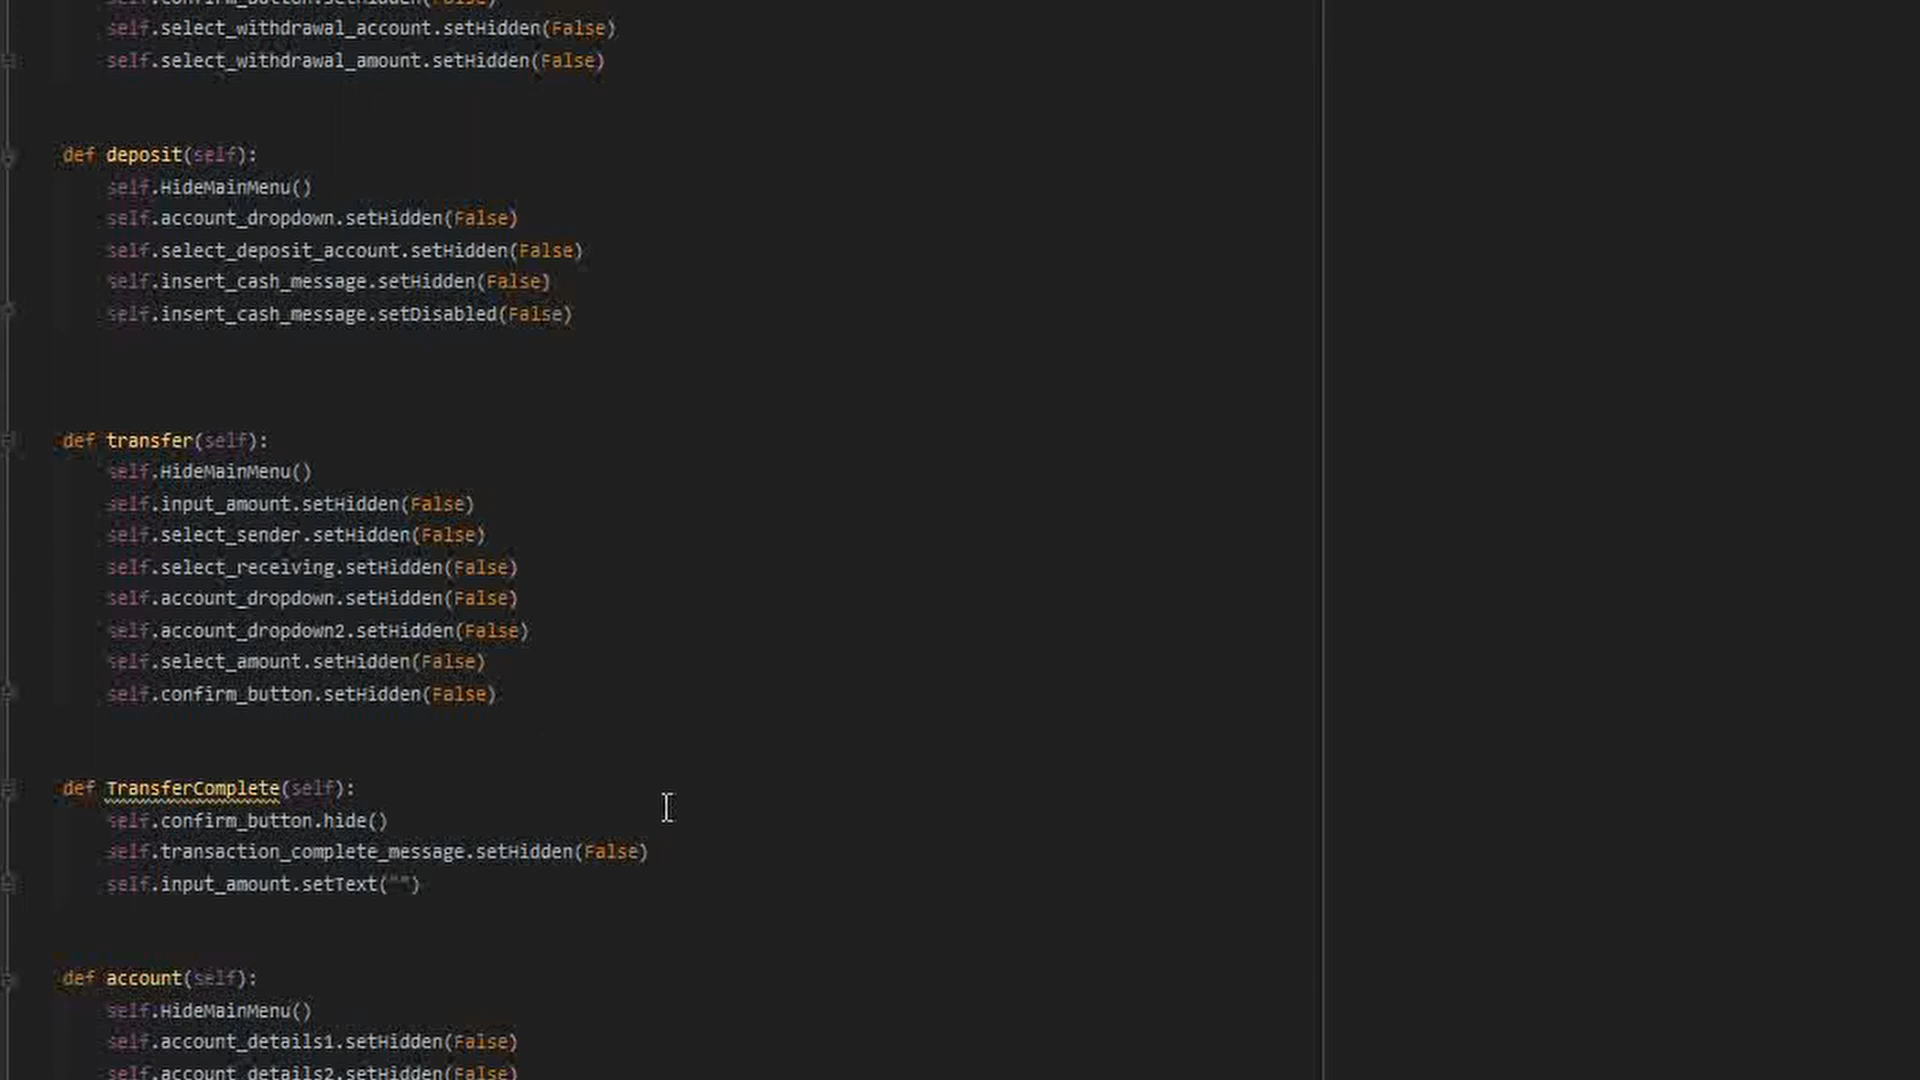 self.confirm_button.setHidden(False)
self.select_withdrawal_account.setHidden(False)
self.select_withdrawal_amount.setHidden(False)
def deposit(self):
self.HideMainMenu()
self.account_dropdown.setHidden(False)
self.select_deposit_account.setHidden(False)
self.insert_cash_message.setHidden(False)
self.insert_cash_message.setDisabled(False)
def transfer(self):
self.HideMainMenu()
self.input_amount.setHidden(False)
self.select_sender.setHidden(False)
self.select_receiving.setHidden(False)
self.account_dropdown.setHidden(False)
self.account_dropdown2.setHidden(False)
self.select_amount.setHidden(False)
self.confirm_button.setHidden(False)
def TransferComplete(self):
self.confirm_button.hide()
self.transaction_complete_message.setHidden(False)
self.input_amount.setText("")
def account(self):
self.HideMainMenu()
self.account_details1.setHidden(False)
self.account_details2.setHidden(False)